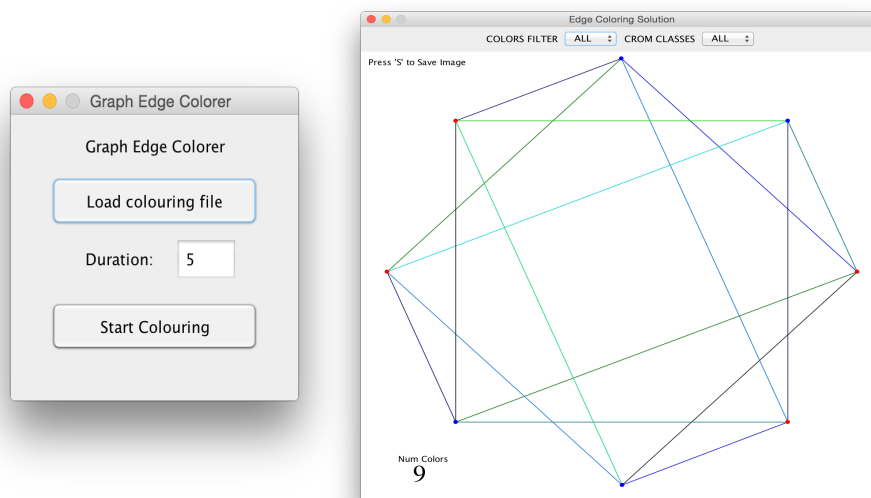 Graph Edge Colorer
Graph Edge Colorer
Load colouring file
Duration: 5
Start Colouring
Edge Coloring Solution
COLORS FILTER ALL CROM CLASSES ALL
Press 'S' to Save Image
Num Colors
9